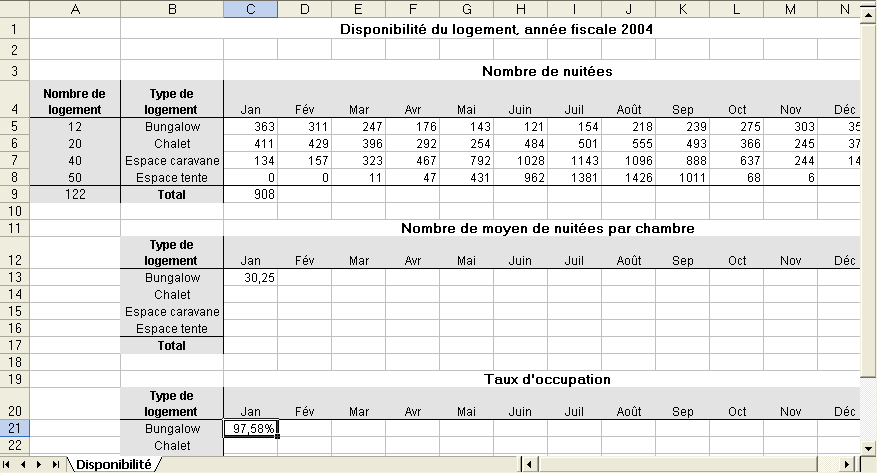 A B C D E F G H I J K L M N
1 Disponibilité du logement, année fiscale 2004
2
3 Nombre de nuitées
Nombre de Type de
4 logement logement Jan Fév Mar Avr Mai Juin Juil Août Sep Oct Nov Déc
5 12 Bungalow 363 311 247 176 143 121 154 218 239 275 303 35
6 20 Chalet 411 429 396 292 254 484 501 555 493 366 245 37
7 40 Espace caravane 134 157 323 467 792 1028 1143 1096 888 637 244 14
8 50 Espace tente 0 0 11 47 431 962 1381 1426 1011 68 6
9 122 Total 908
10
11 Nombre de moyen de nuitées par chambre
Type de
12 logement Jan Fév Mar Avr Mai Juin Juil Août Sep Oct Nov Déc
13 Bungalow 30,25
14 Chalet
15 Espace caravane
16 Espace tente
17 Total
18
19 Taux d'occupation
Type de
20 logement Jan Fév Mar Avr Mai Juin Juil Août Sep Oct Nov Déc
21 Bungalow 97,58%
22 Chalet
Disponibilité